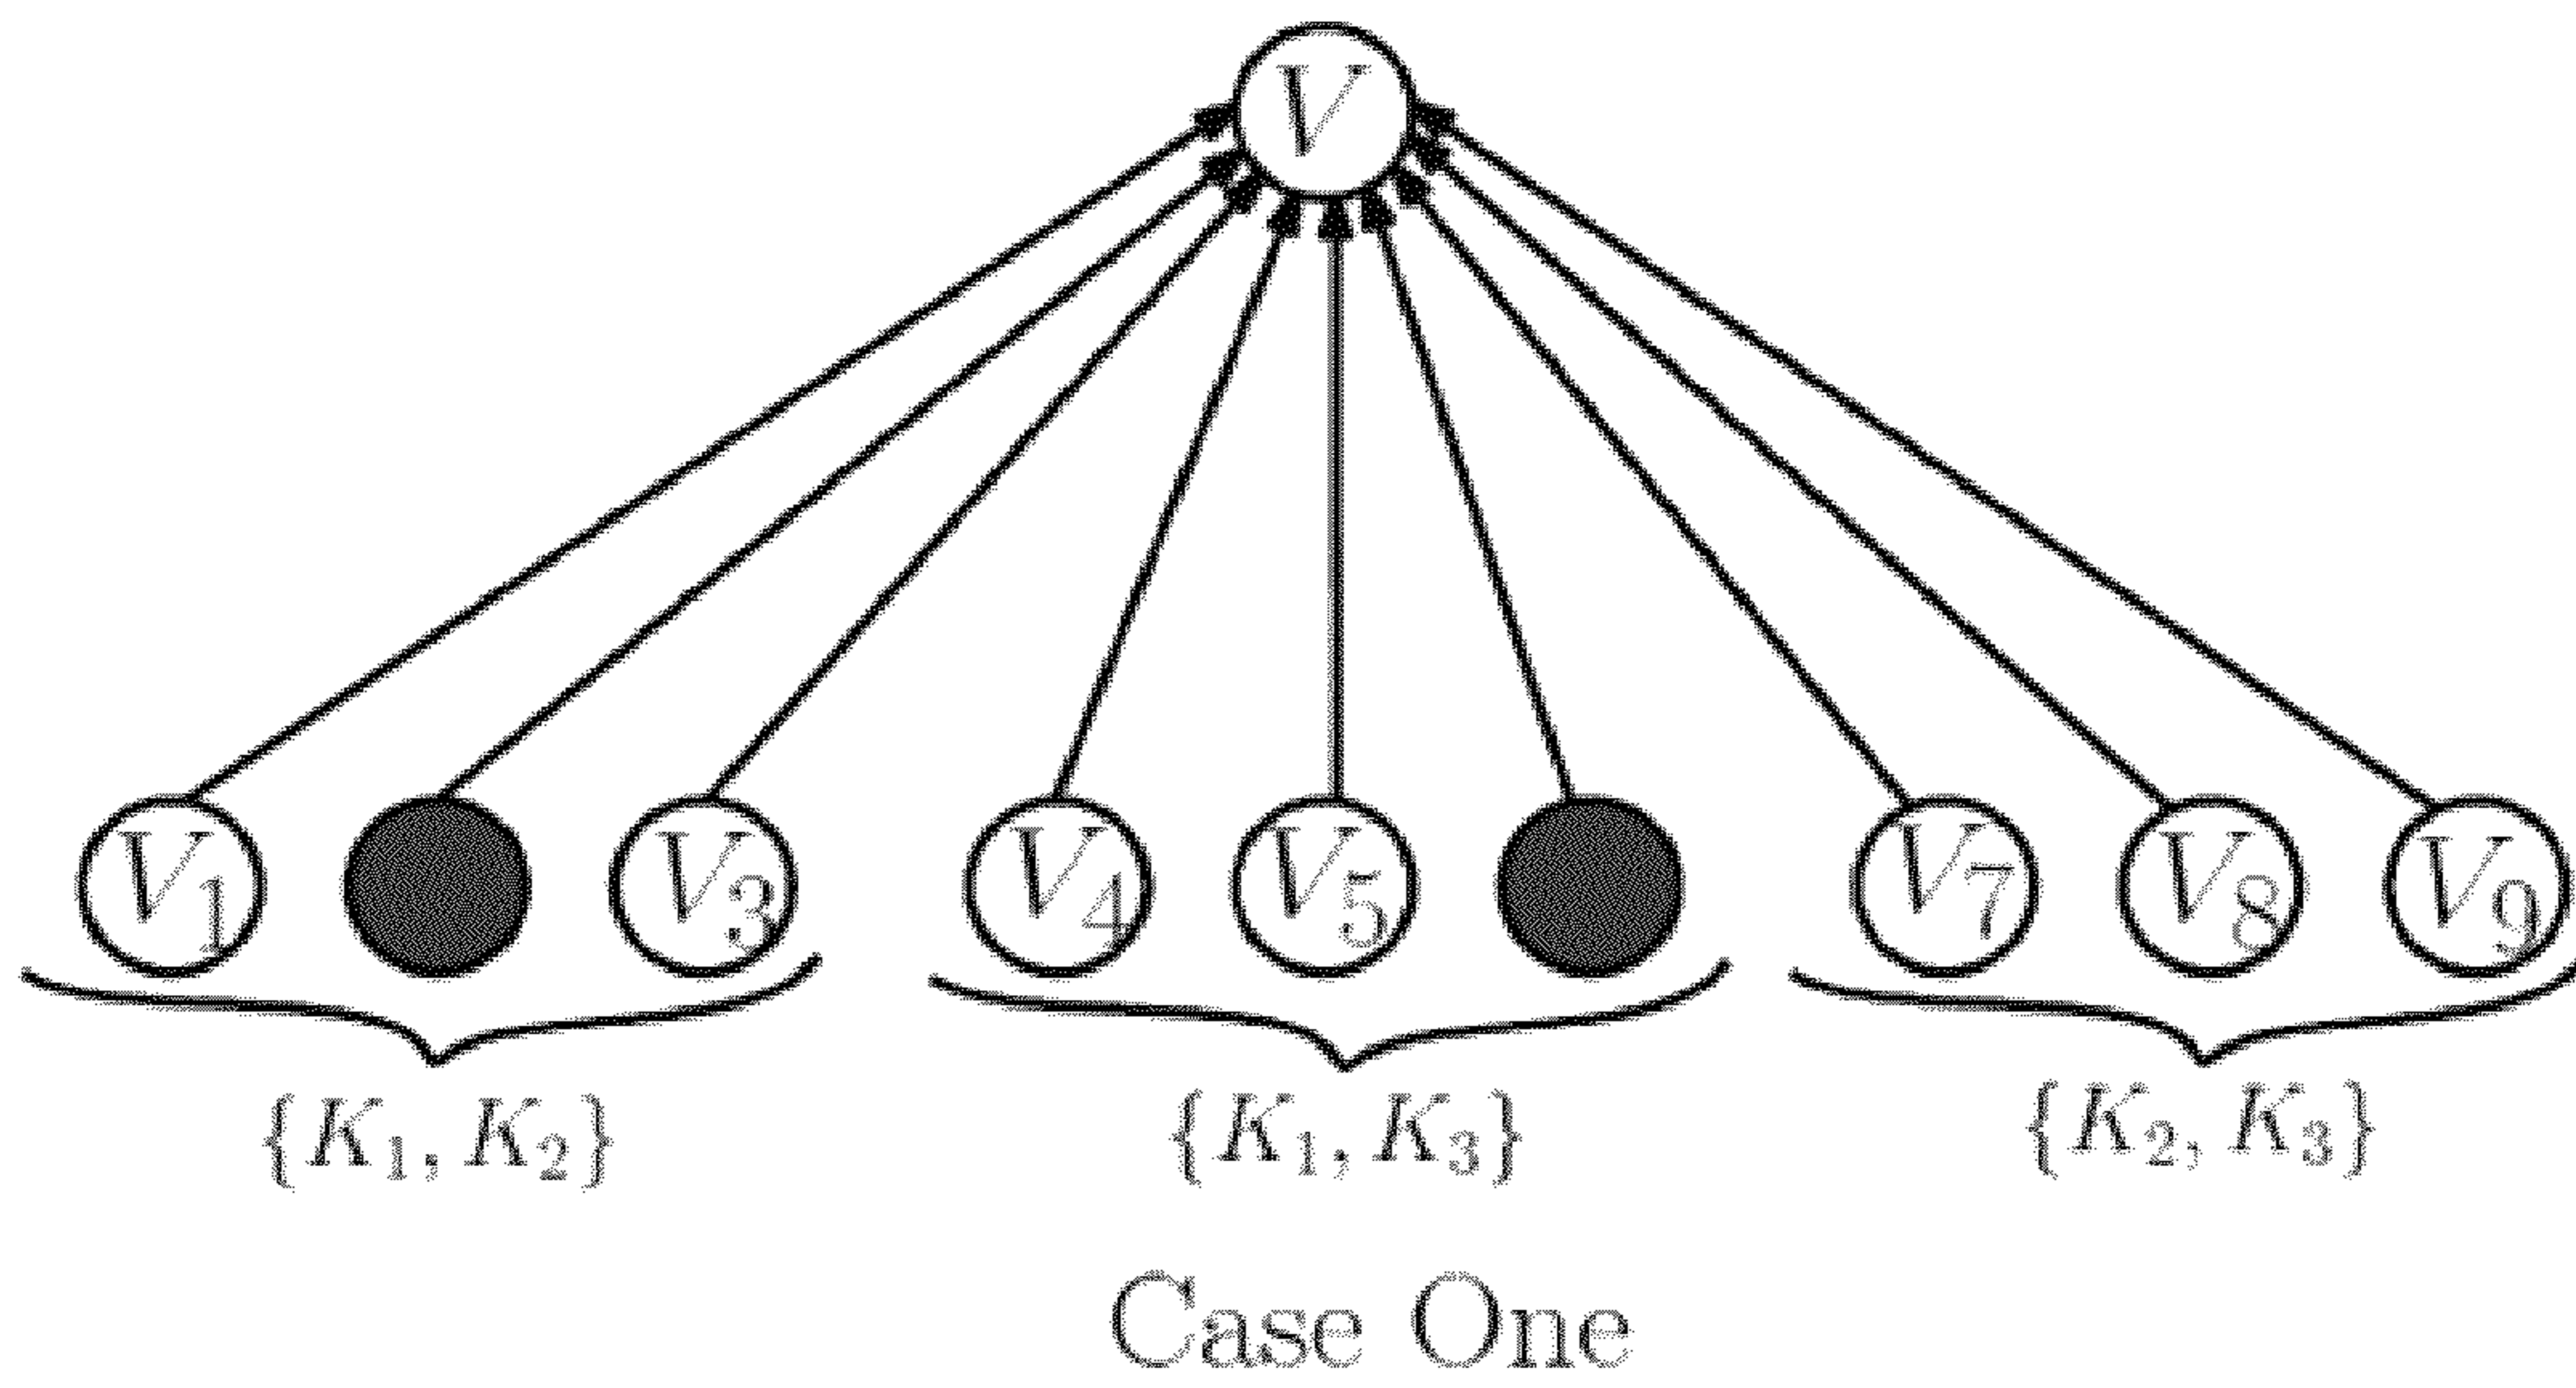 V
V1 V3 V4 V5 V7 V8 V9
{K1, K2} {K1, K3} {K2, K3}
Case One